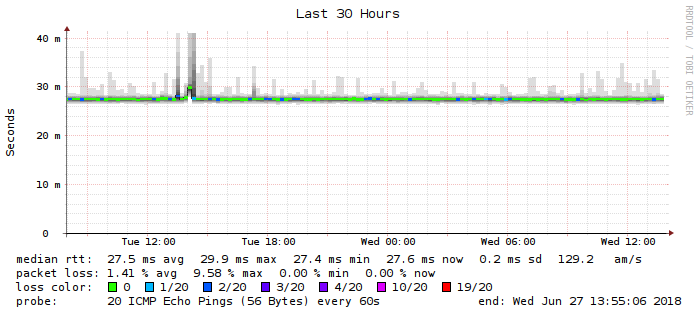 Last 30 Hours
RRDTOOL / TOBI OETIKER
Seconds
40 m
30 m
20 m
10 m
0
Tue 12:00 Tue 18:00 Wed 00:00 Wed 06:00 Wed 12:00
median rtt: 27.5 ms avg 29.9 ms max 27.4 ms min 27.6 ms now 0.2 ms sd 129.2 am/s
packet loss: 1.41 % avg 9.58 % max 0.00 % min 0.00 % now
loss color: 0 1/20 2/20 3/20 4/20 10/20 19/20
probe: 20 ICMP Echo Pings (56 Bytes) every 60s end: Wed Jun 27 13:55:06 2018